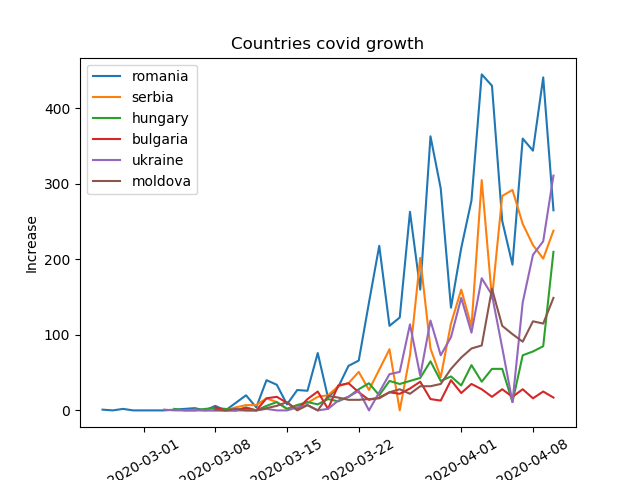 Countries covid growth
romania
serbia
hungary
bulgaria
ukraine
moldova
Increase
400
300
200
100
0
2020-03-01
2020-03-08
2020-03-15
2020-03-22
2020-04-01
2020-04-08